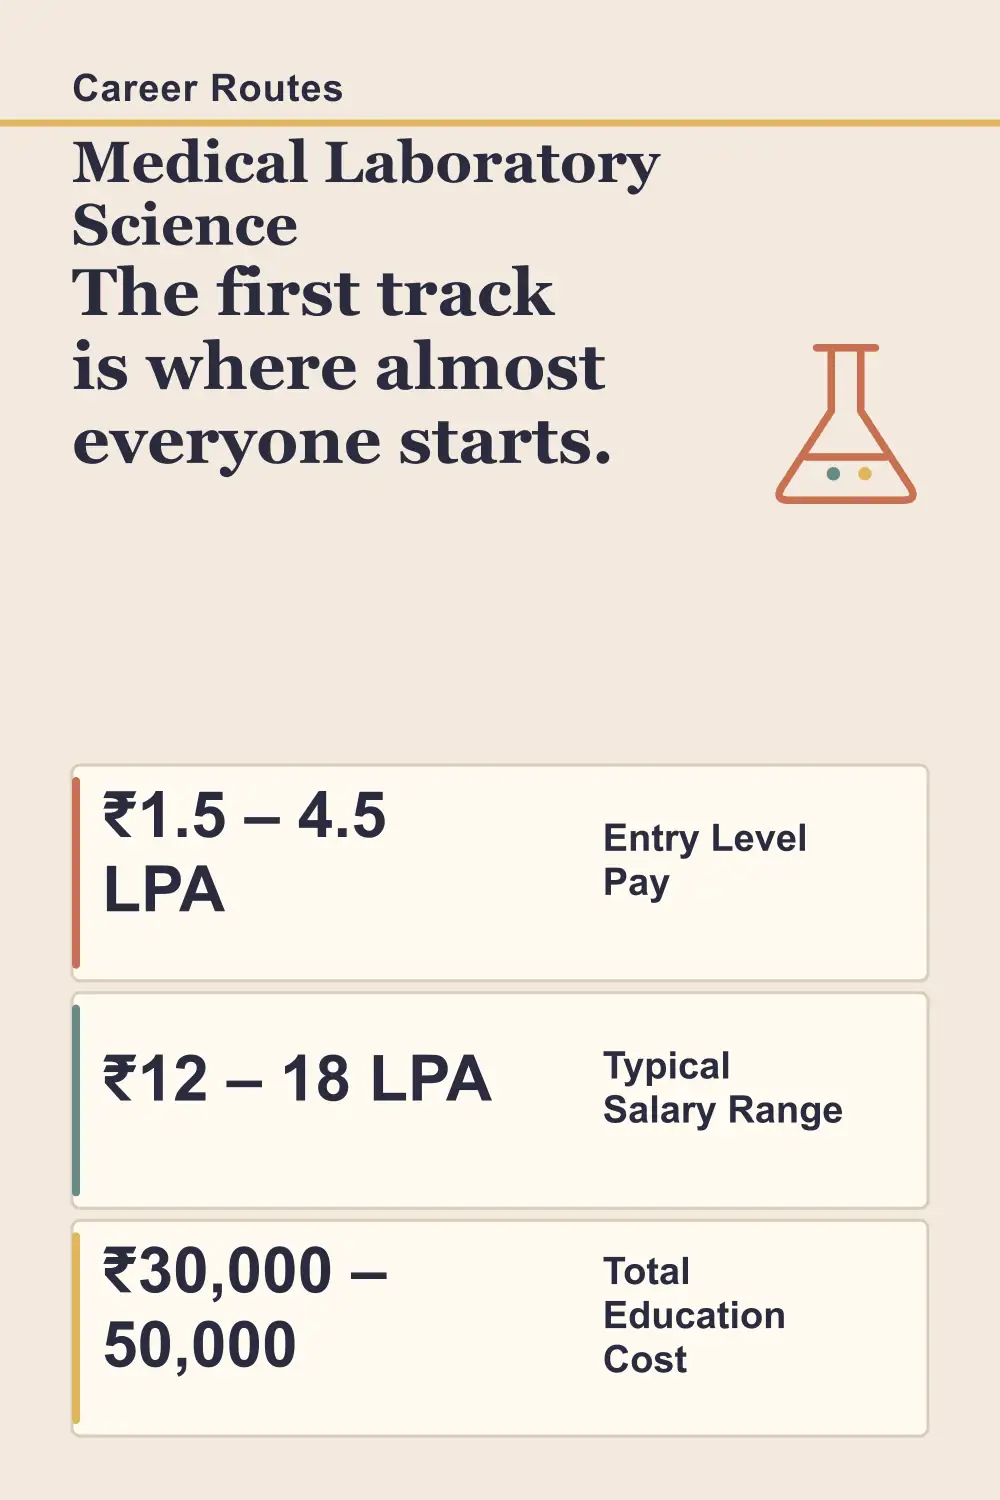 Career Routes
Medical Laboratory
Science
The first track
is where almost
everyone starts.
₹1.5 – 4.5
LPA
Entry Level
Pay
₹12 – 18 LPA
Typical
Salary Range
₹30,000 –
50,000
Total
Education
Cost